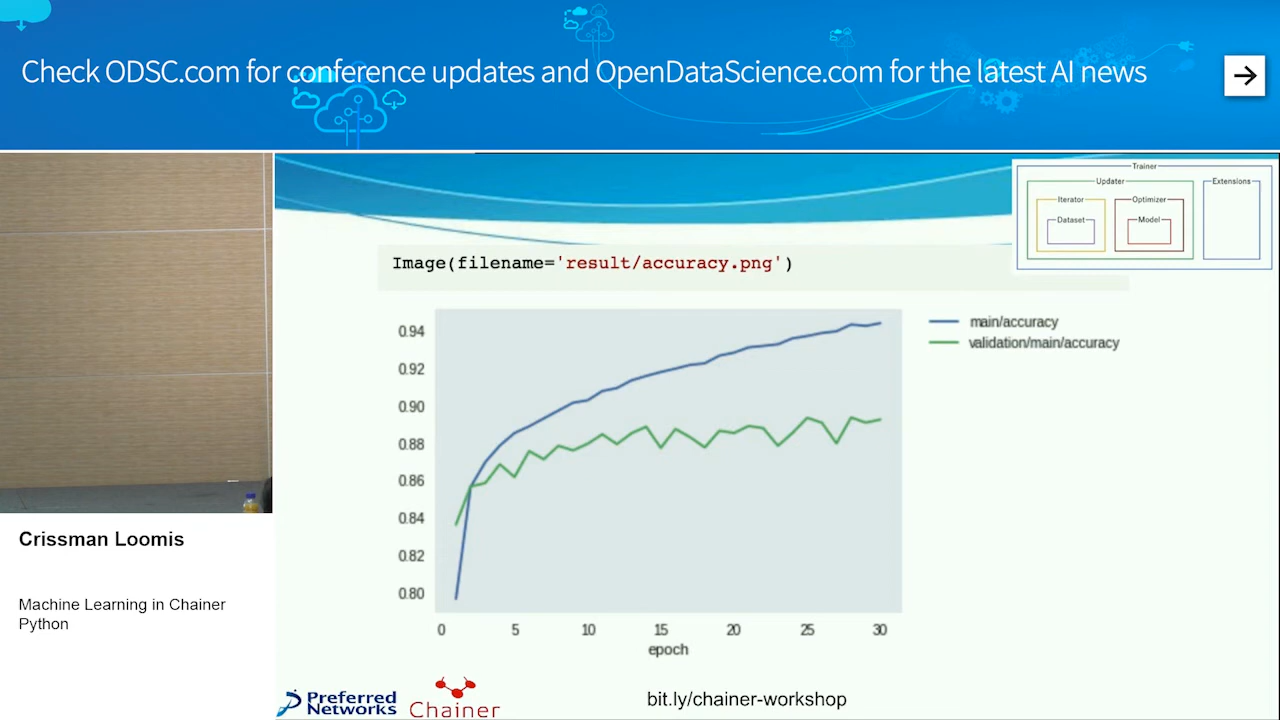 Check ODSC.com for conference updates and OpenDataScience.com for the latest AI news
Trainer
Updater
Extensions
Iterator
Optimizer
Dataset
Model
Image(filename='result/accuracy.png')
main/accuracy
validation/main/accuracy
0.94
0.92
0.90
0.88
0.86
0.84
0.82
0.80
0 5 10 15 20 25 30
epoch
Crissman Loomis
Machine Learning in Chainer
Python
Preferred
Networks
Chainer
bit.ly/chainer-workshop